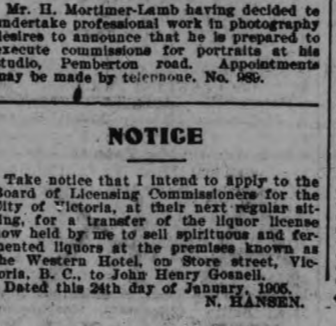 Mr. H. Mortimer-Lamb having decided to
undertake professional work in photography
desires to announce that he is prepared to
execute commissions for portraits at his
studio, Pemberton road. Appointments
may be made by telephone. No.
NOTICE
Take notice that I intend to apply to the
Board of Licensing Commissioners for the
City of Victoria, at their next regular sit-
ting, for a transfer of the liquor license
now held by me to sell spirituous and fer-
mented liquors at the premises known as
the Western Hotel, on Store street, Vic-
toria, B. C., to John Henry Gosnell.
Dated this 24th day of January, 1905.
N. HANSEN.